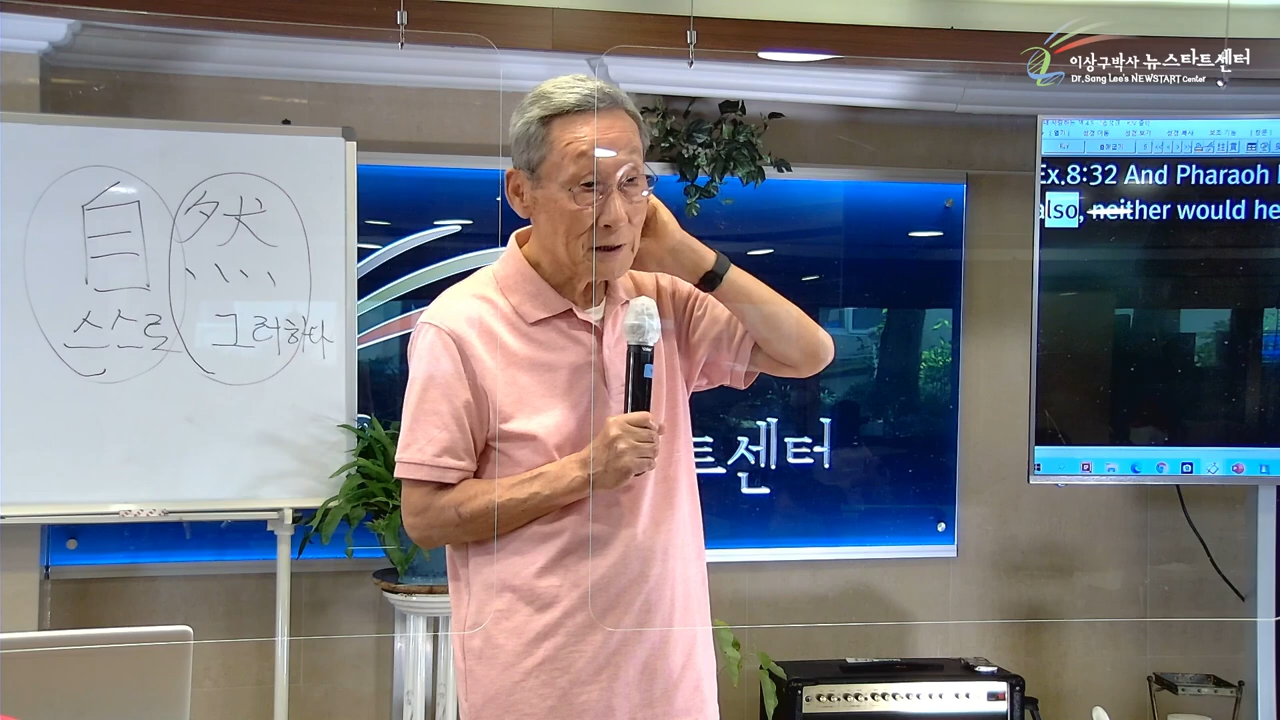 이상구박사 뉴스타트센터
Dr. Sang Lee's NEWSTART Center
自然
스스로 그러하다
트센터
Ex.8:32 And Pharaoh
also, neither would he